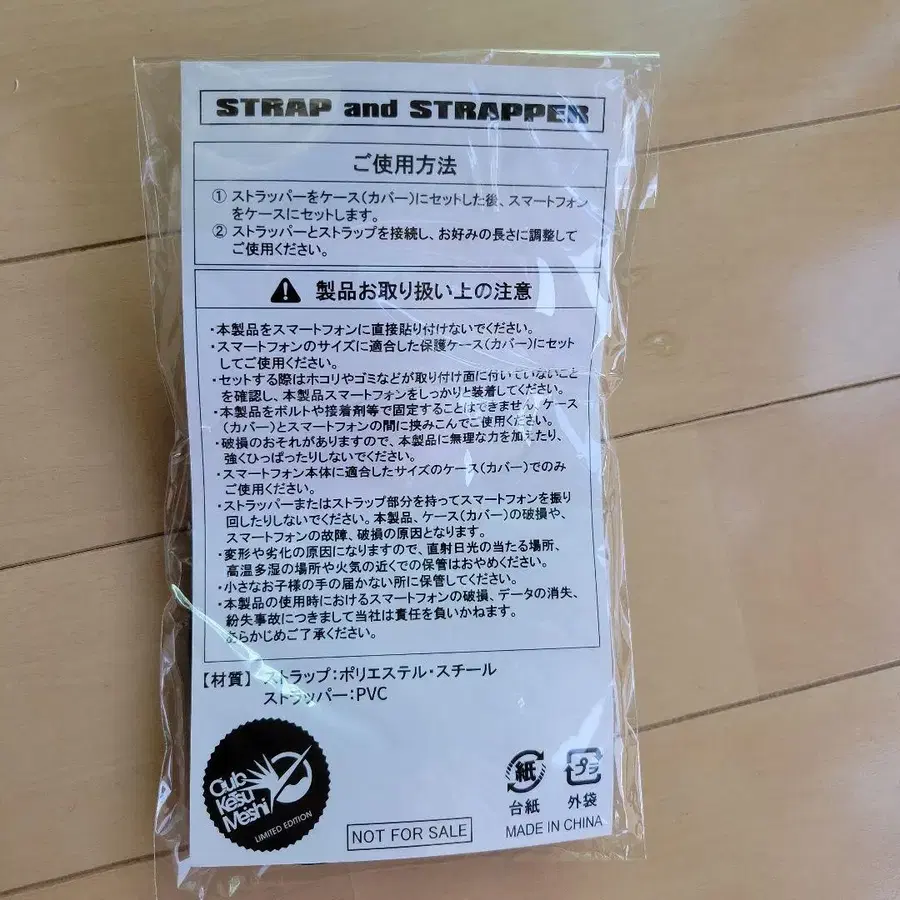 STRAP and STRAPPER
ご使用方法
① ストラッパーをケース(カバー)にセットした後、スマートフォン
をケースにセットします。
② ストラッパーとストラップを接続し、お好みの長さに調整して
ご使用ください。
製品お取り扱い上の注意
・本製品をスマートフォンに直接貼り付けないでください。
・スマートフォンのサイズに適合した保護ケース(カバー)にセット
してご使用ください。
・セットする際はホコリやゴミなどが取り付け面に付いていないこと
を確認し、本製品スマートフォンをしっかりと装着してください。
・本製品をボルトや接着剤等で固定することはできません、ケース
(カバー)とスマートフォンの間に挟みこんでご使用ください。
・破損のおそれがありますので、本製品に無理な力を加えたり、
強くひっぱったりしないでください。
・スマートフォン本体に適合したサイズのケース(カバー)でのみ
ご使用ください。
・ストラッパーまたはストラップ部分を持ってスマートフォンを振り
回したりしないでください。本製品、ケース(カバー)の破損や、
スマートフォンの故障、破損の原因となります。
・変形や劣化の原因になりますので、直射日光の当たる場所、
高温多湿の場所や火気の近くでの保管はおやめください。
・小さなお子様の手の届かない所に保管してください。
・本製品の使用時におけるスマートフォンの破損、データの消失、
紛失事故につきまして当社は責任を負いかねます。
あらかじめご了承ください。
【材質】 ストラップ:ポリエステル・スチール
ストラッパー:PVC
Club
Ketsu
Meishi
LIMITED EDITION
NOT FOR SALE
紙
台紙
プラ
外袋
MADE IN CHINA